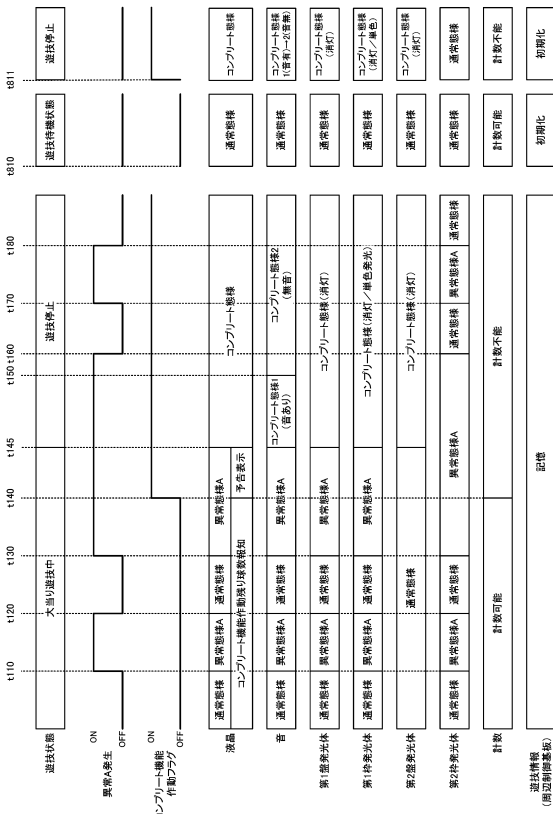 遊技状態
大当り遊技中
遊技停止
遊技待機状態
遊技停止
t110
t120
t130
t140
t145
t150
t160
t170
t180
t810
t811
異常A発生
ON
OFF
コンプリート機能
作動フラグ
ON
OFF
液晶
通常態様
異常態様A
通常態様
異常態様A
コンプリート機能作動残り球数報知
予告表示
コンプリート態様
通常態様
コンプリート態様
音
通常態様
異常態様A
通常態様
異常態様A
コンプリート態様1
(音あり)
コンプリート態様2
(無音)
通常態様
コンプリート態様
1(音有)→2(音無)
第1盤発光体
通常態様
異常態様A
通常態様
異常態様A
コンプリート態様(消灯)
通常態様
コンプリート態様
(消灯)
第1枠発光体
通常態様
異常態様A
通常態様
異常態様A
コンプリート態様(消灯/単色発光)
通常態様
コンプリート態様
(消灯/単色)
第2盤発光体
通常態様
コンプリート態様(消灯)
通常態様
コンプリート態様
(消灯)
第2枠発光体
通常態様
異常態様A
通常態様
異常態様A
通常態様
異常態様A
通常態様
通常態様
通常態様
計数
計数可能
計数不能
計数可能
計数不能
遊技情報
(周辺制御基板)
記憶
初期化
初期化